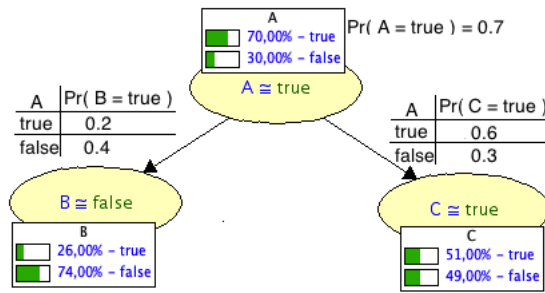 A
70,00% - true
30,00% - false
Pr( A = true ) = 0.7
A ≅ true
A Pr( B = true )
true 0.2
false 0.4
A Pr( C = true )
true 0.6
false 0.3
B ≅ false
B
26,00% - true
74,00% - false
C ≅ true
C
51,00% - true
49,00% - false